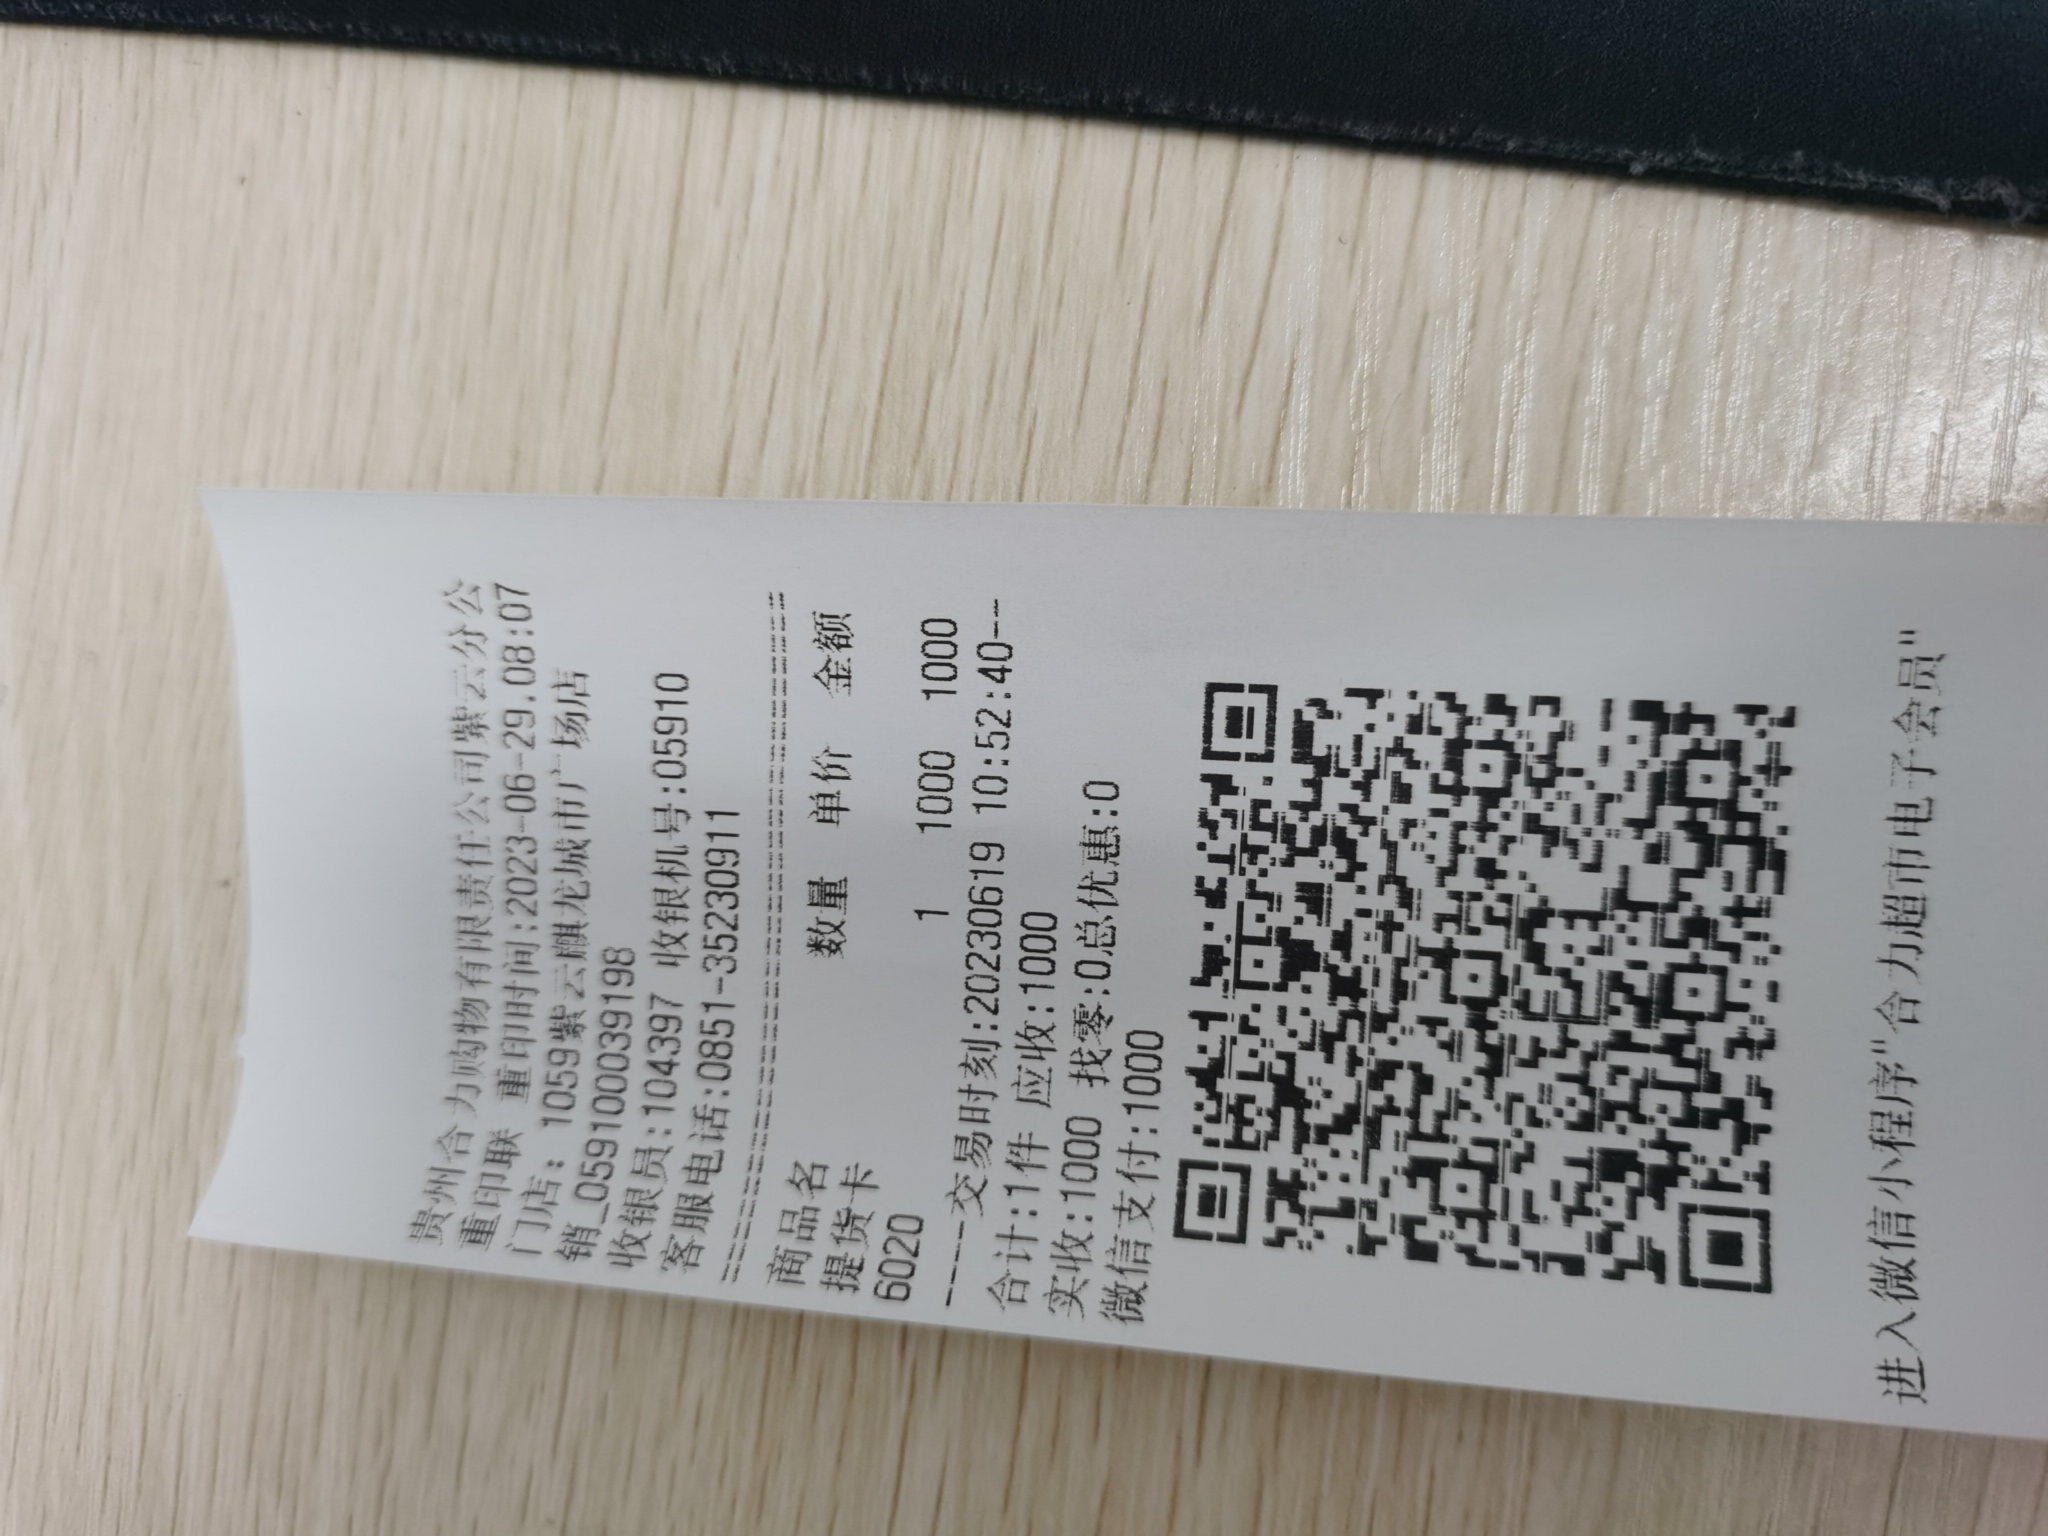 贵州合力购物有限责任公司紫云分公
重印联 重印时间:2023-06-29.08:07
门店: 1059紫云麒龙城市广场店
销_0591000039198
收银员:104397 收银机号:05910
客服电话:0851-35230911
================================
商品名 数量 单价 金额
提货卡
6020 1 1000 1000
----交易时刻:20230619 10:52:40--
合计:1件 应收:1000
实收:1000 找零:0总优惠:0
微信支付:1000
进入微信小程序"合力超市电子会员"